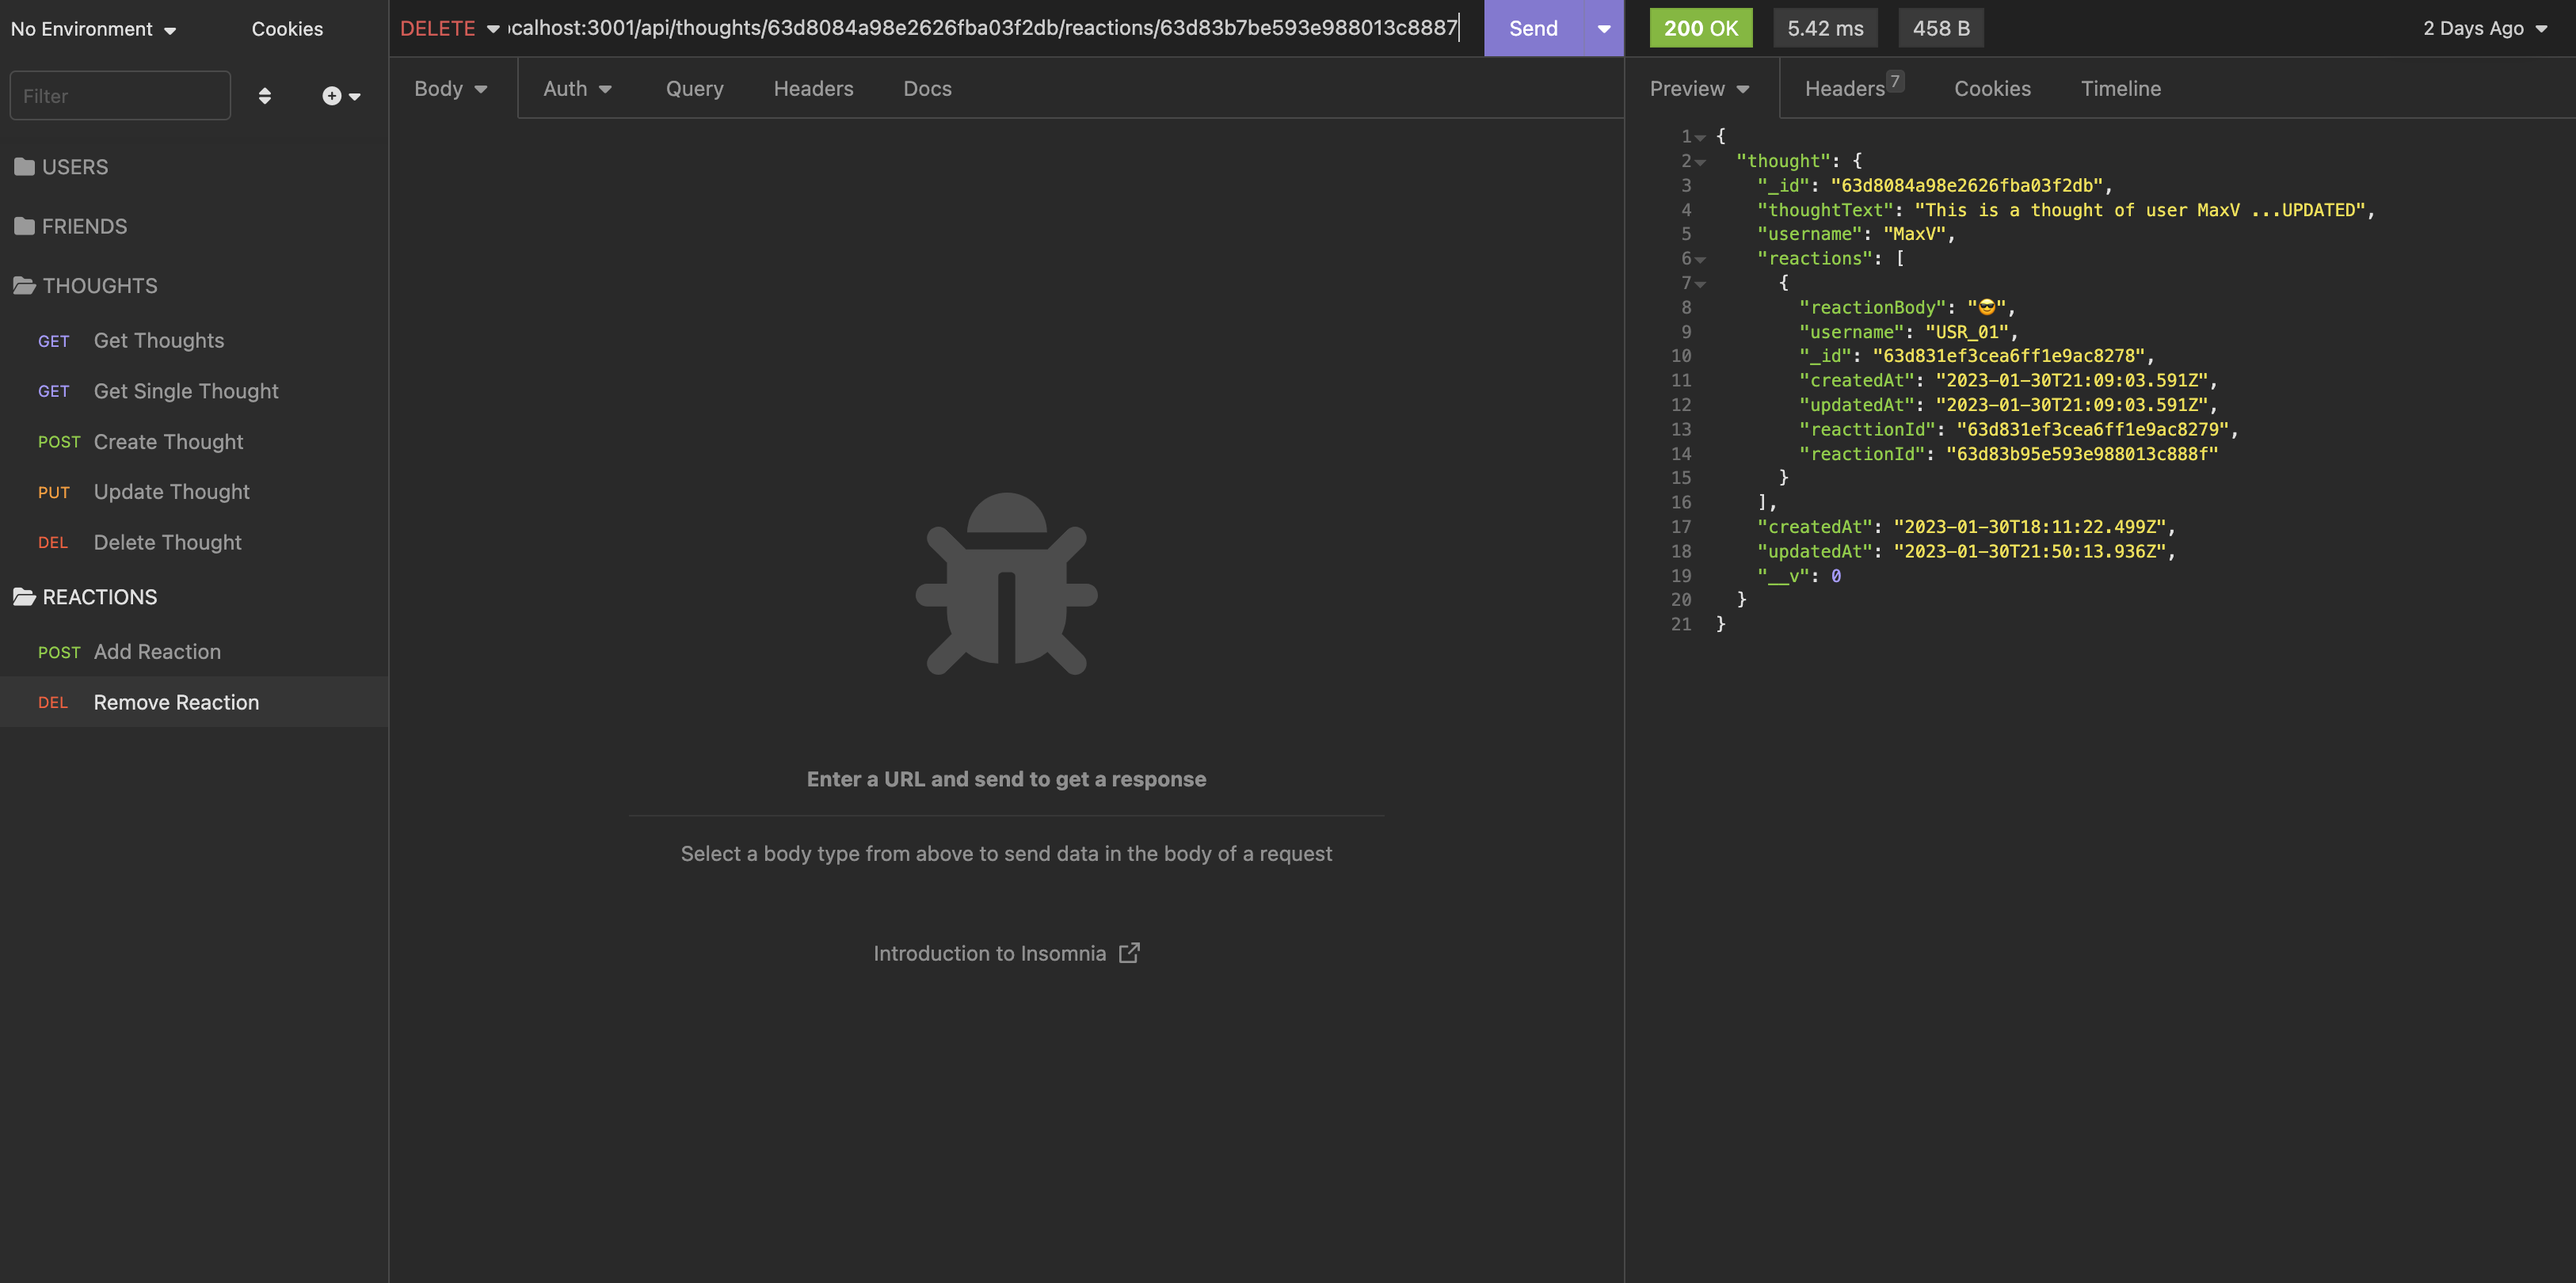 No Environment Cookies
Filter
USERS
FRIENDS
THOUGHTS
GET Get Thoughts
GET Get Single Thought
POST Create Thought
PUT Update Thought
DEL Delete Thought
REACTIONS
POST Add Reaction
DEL Remove Reaction
DELETE ocalhost:3001/api/thoughts/63d8084a98e2626fba03f2db/reactions/63d83b7be593e988013c8887 Send
Body Auth Query Headers Docs
Enter a URL and send to get a response
Select a body type from above to send data in the body of a request
Introduction to Insomnia
200 OK 5.42 ms 458 B 2 Days Ago
Preview Headers 7 Cookies Timeline
1 {
2 "thought": {
3 "_id": "63d8084a98e2626fba03f2db",
4 "thoughtText": "This is a thought of user MaxV ...UPDATED",
5 "username": "MaxV",
6 "reactions": [
7 {
8 "reactionBody": "😎",
9 "username": "USR_01",
10 "_id": "63d831ef3cea6ff1e9ac8278",
11 "createdAt": "2023-01-30T21:09:03.591Z",
12 "updatedAt": "2023-01-30T21:09:03.591Z",
13 "reacttionId": "63d831ef3cea6ff1e9ac8279",
14 "reactionId": "63d83b95e593e988013c888f"
15 }
16 ],
17 "createdAt": "2023-01-30T18:11:22.499Z",
18 "updatedAt": "2023-01-30T21:50:13.936Z",
19 "__v": 0
20 }
21 }